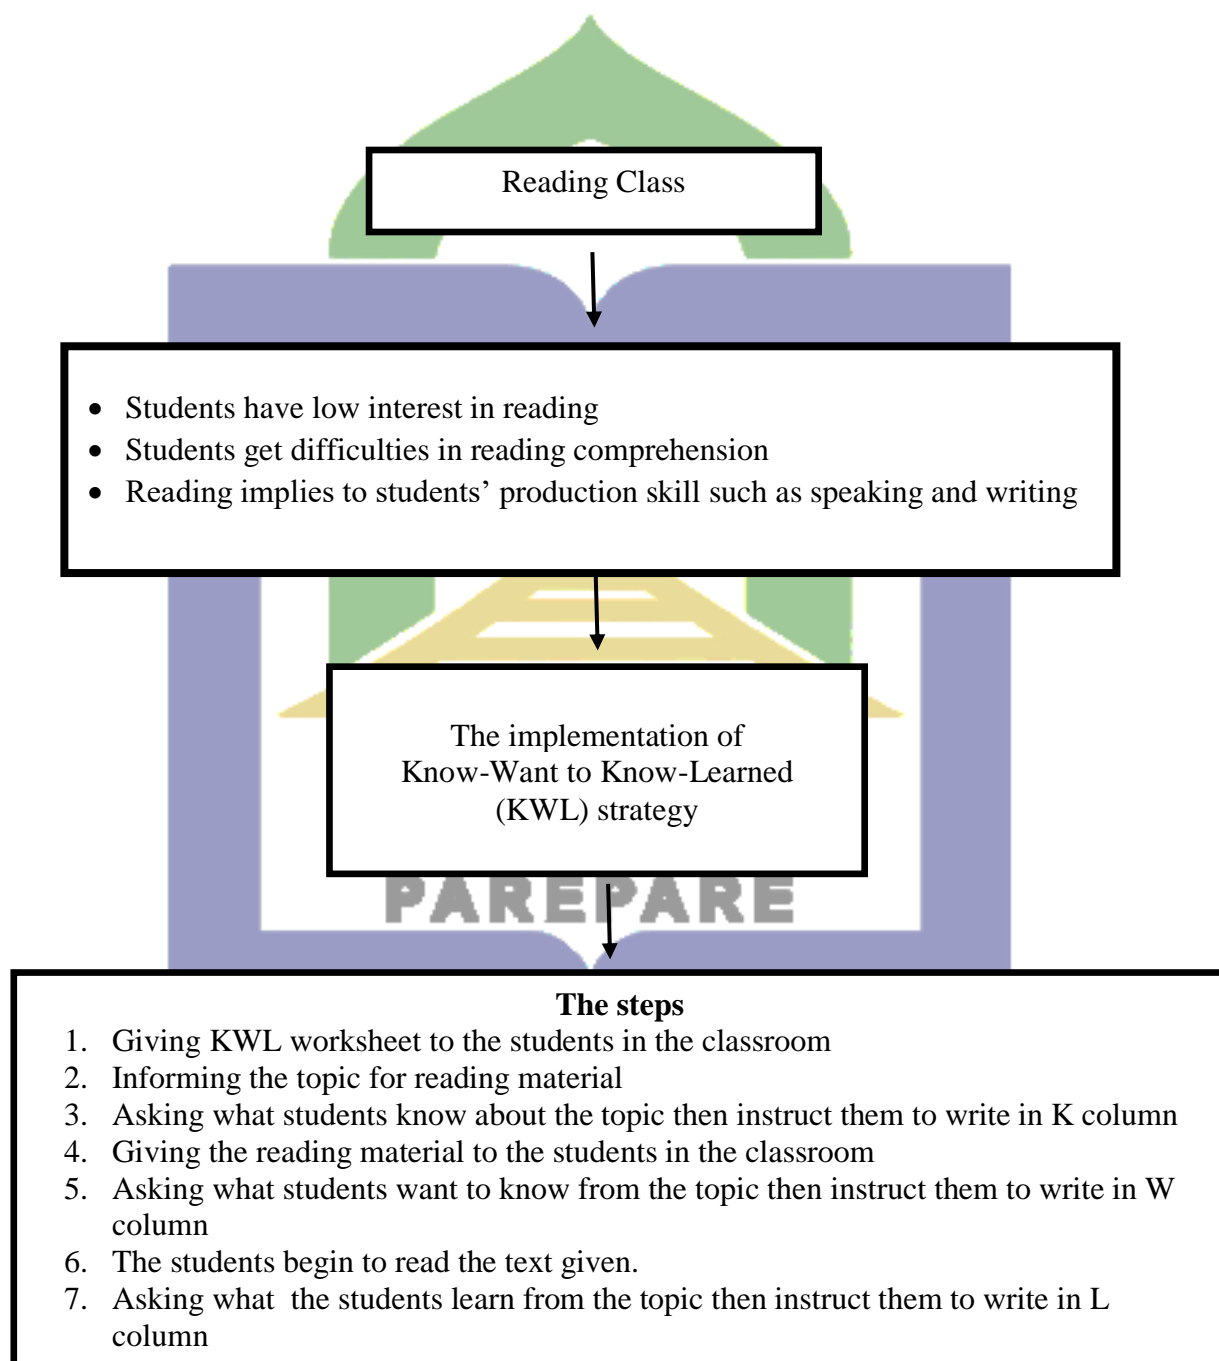 Reading Class
• Students have low interest in reading
• Students get difficulties in reading comprehension
• Reading implies to students’ production skill such as speaking and writing
The implementation of
Know-Want to Know-Learned
(KWL) strategy
PAREPARE
The steps
1. Giving KWL worksheet to the students in the classroom
2. Informing the topic for reading material
3. Asking what students know about the topic then instruct them to write in K column
4. Giving the reading material to the students in the classroom
5. Asking what students want to know from the topic then instruct them to write in W
column
6. The students begin to read the text given.
7. Asking what  the students learn from the topic then instruct them to write in L
column